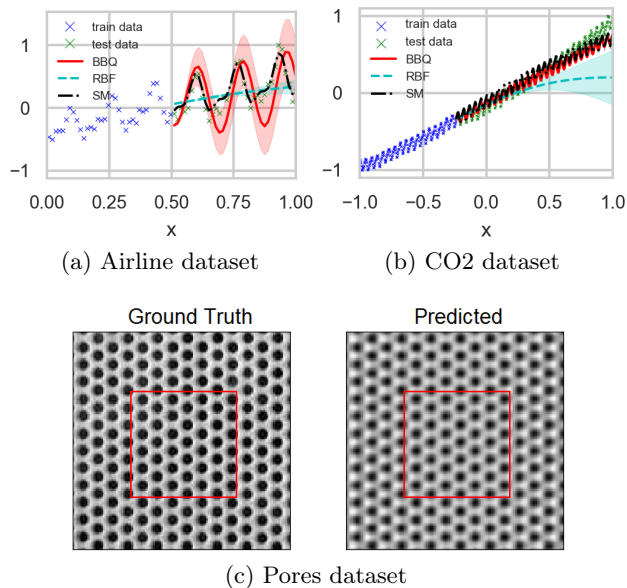 train data
test data
BBQ
RBF
SM
1
0
−1
0.00 0.25 0.50 0.75 1.00
x
(a) Airline dataset
train data
test data
BBQ
RBF
SM
1
0
−1
−1.0 −0.5 0.0 0.5 1.0
x
(b) CO2 dataset
Ground Truth
Predicted
(c) Pores dataset